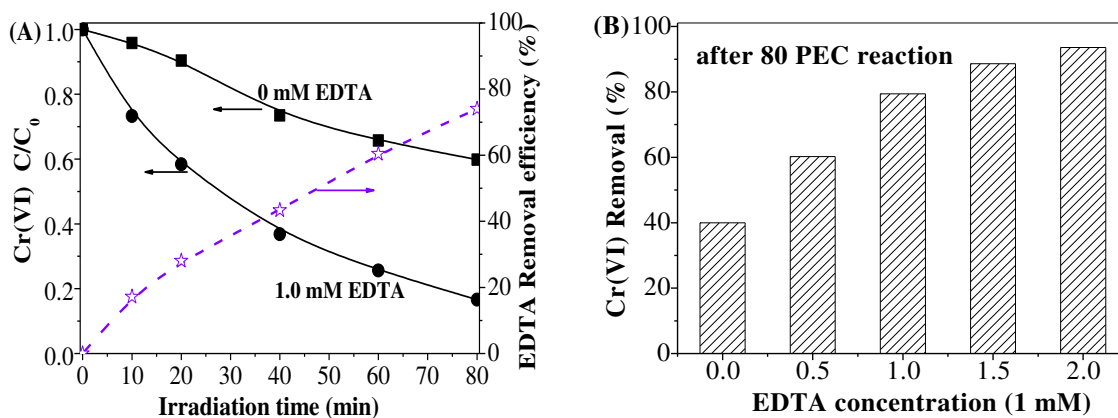 (A)
Cr(VI) C/C0
1.0
0.8
0.6
0.4
0.2
0.0
0 mM EDTA
1.0 mM EDTA
0 10 20 30 40 50 60 70 80
Irradiation time (min)
100
80
60
40
20
0
EDTA Removal efficiency (%)
(B)
after 80 PEC reaction
Cr(VI) Removal (%)
100
80
60
40
20
0
0.0 0.5 1.0 1.5 2.0
EDTA concentration (1 mM)